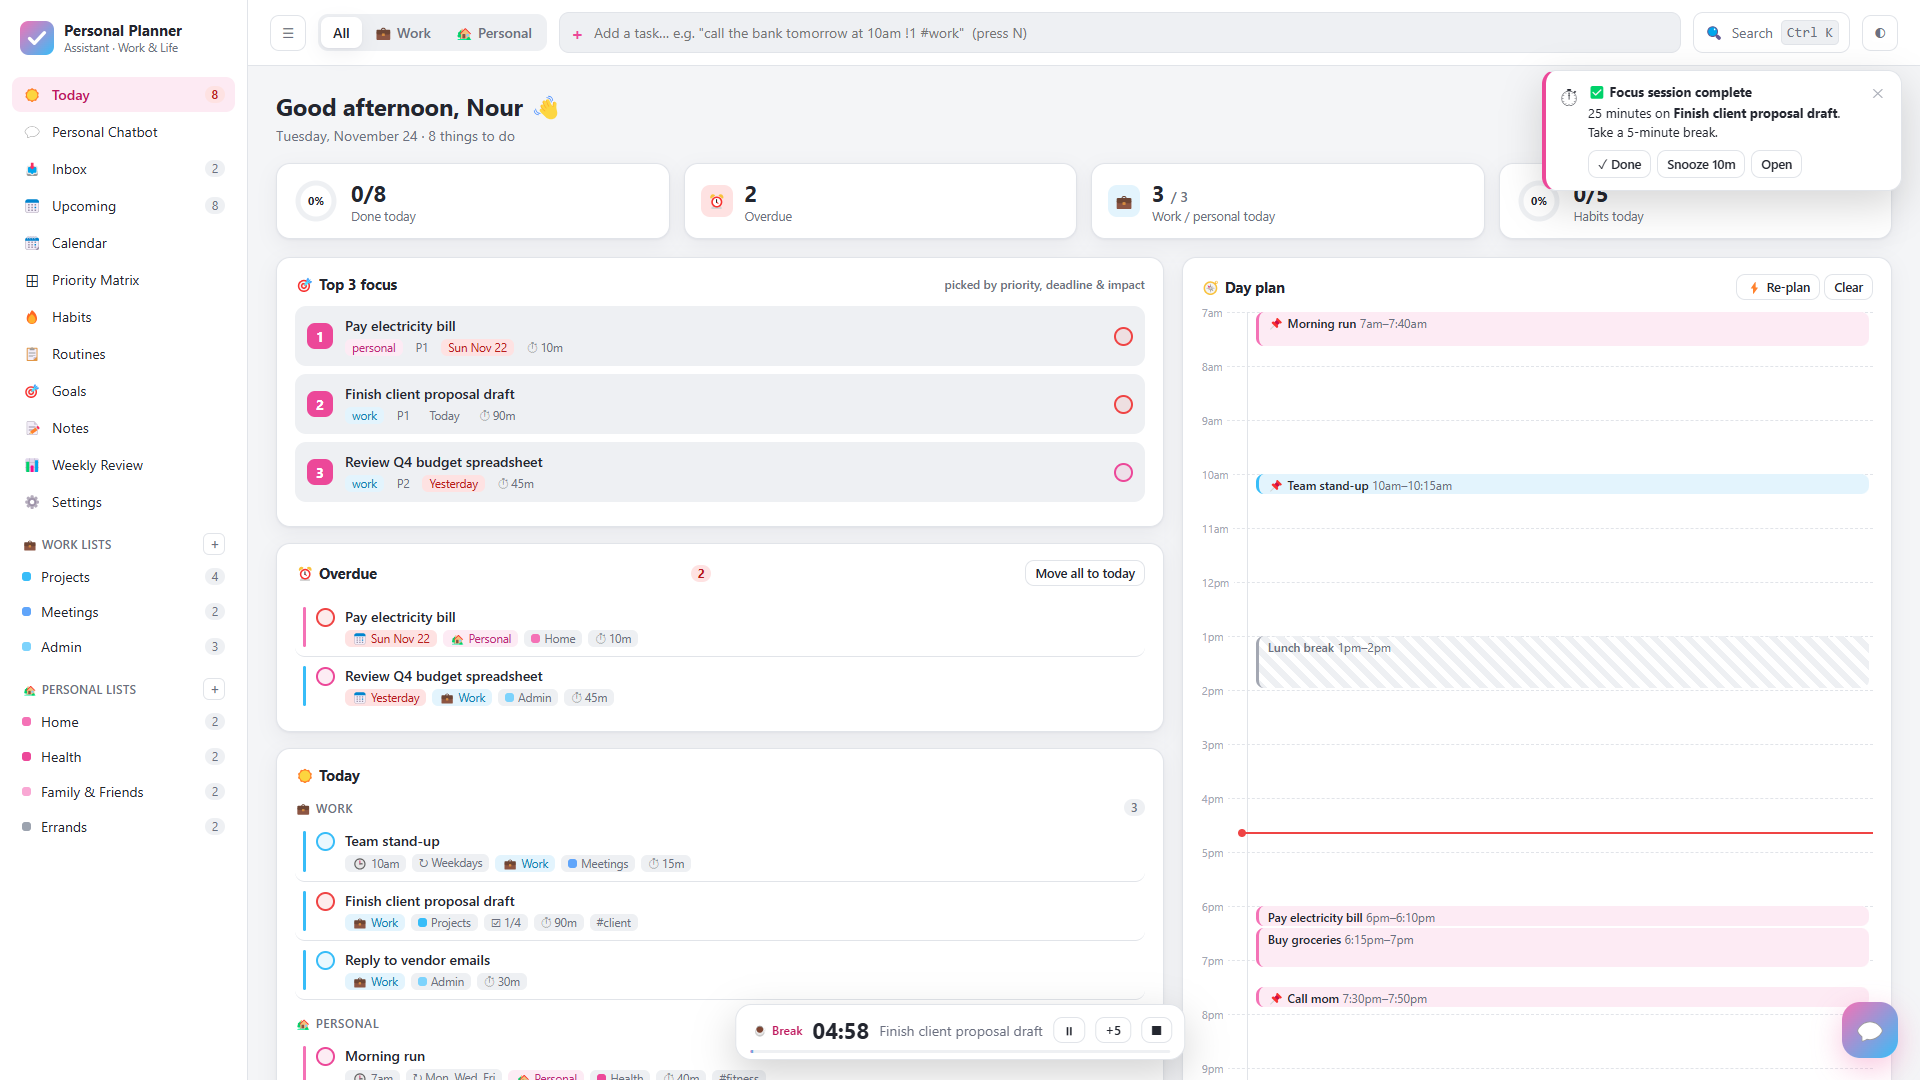 Personal Planner
Assistant · Work & Life
Today 8
Personal Chatbot
Inbox 2
Upcoming 8
Calendar
Priority Matrix
Habits
Routines
Goals
Notes
Weekly Review
Settings
WORK LISTS +
Projects 4
Meetings 2
Admin 3
PERSONAL LISTS +
Home 2
Health 2
Family & Friends 2
Errands 2
All Work Personal
+ Add a task... e.g. "call the bank tomorrow at 10am !1 #work" (press N)
Search Ctrl K
Good afternoon, Nour
Tuesday, November 24 · 8 things to do
Focus session complete
25 minutes on Finish client proposal draft.
Take a 5-minute break.
✓ Done Snooze 10m Open
0% 0/8
Done today
2
Overdue
3 / 3
Work / personal today
0% 0/5
Habits today
Top 3 focus picked by priority, deadline & impact
1 Pay electricity bill
personal P1 Sun Nov 22 10m
2 Finish client proposal draft
work P1 Today 90m
3 Review Q4 budget spreadsheet
work P2 Yesterday 45m
Overdue 2 Move all to today
Pay electricity bill
Sun Nov 22 Personal Home 10m
Review Q4 budget spreadsheet
Yesterday Work Admin 45m
Today
WORK 3
Team stand-up
10am ↻ Weekdays Work Meetings 15m
Finish client proposal draft
Work Projects 1/4 90m #client
Reply to vendor emails
Work Admin 30m
PERSONAL
Morning run
7am ↻ Mon, Wed, Fri Personal Health 40m #fitness
Day plan Re-plan Clear
7am
Morning run 7am–7:40am
8am
9am
10am
Team stand-up 10am–10:15am
11am
12pm
1pm
Lunch break 1pm–2pm
2pm
3pm
4pm
5pm
6pm
Pay electricity bill 6pm–6:10pm
Buy groceries 6:15pm–7pm
7pm
Call mom 7:30pm–7:50pm
8pm
9pm
Break 04:58 Finish client proposal draft +5